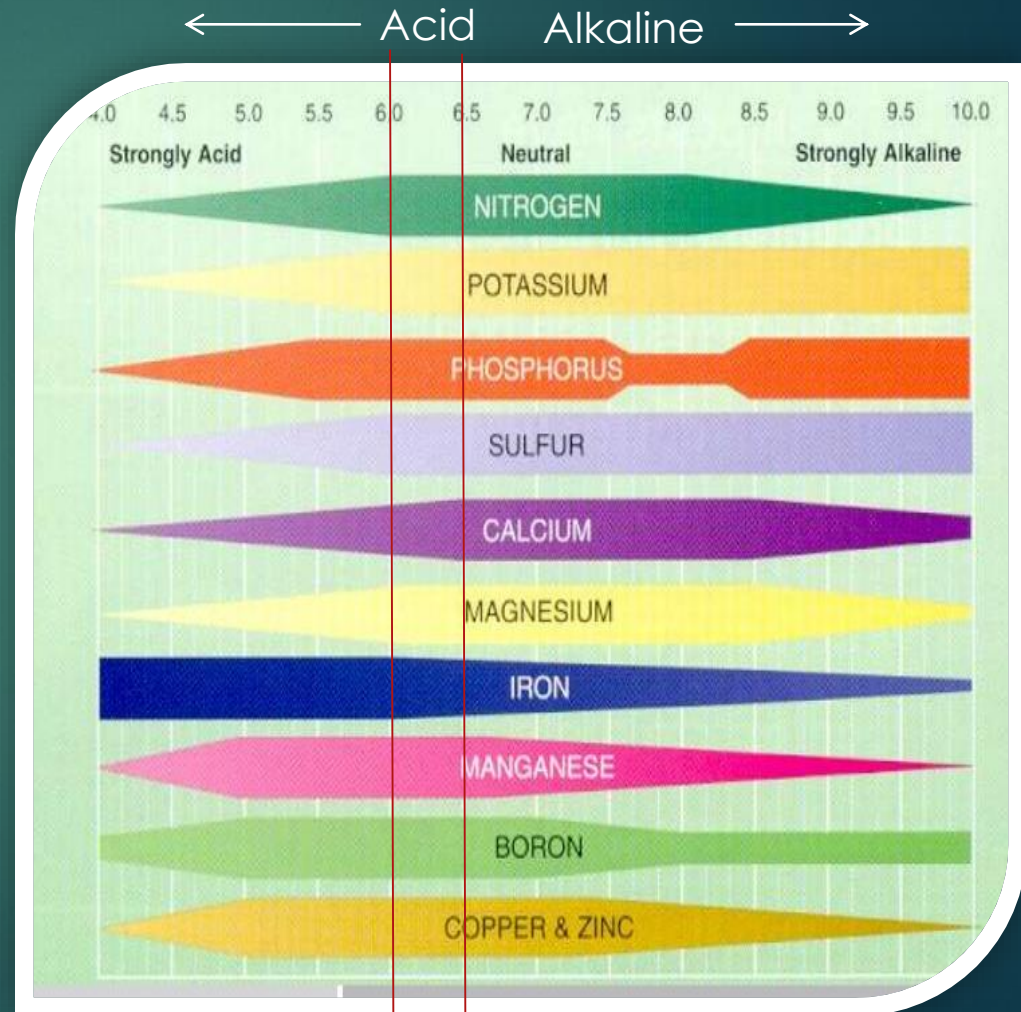 Acid Alkaline
4.0 4.5 5.0 5.5 6.0 6.5 7.0 7.5 8.0 8.5 9.0 9.5 10.0
Strongly Acid Neutral Strongly Alkaline
NITROGEN
POTASSIUM
PHOSPHORUS
SULFUR
CALCIUM
MAGNESIUM
IRON
MANGANESE
BORON
COPPER & ZINC